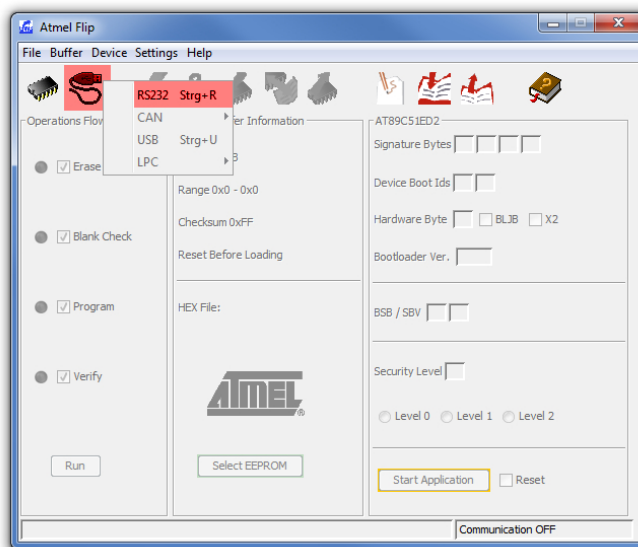 Atmel Flip
File Buffer Device Settings Help
RS232 Strg+R
CAN
USB Strg+U
LPC
Operations Flow
Erase
Blank Check
Program
Verify
Run
fer Information
Range 0x0 - 0x0
Checksum 0xFF
Reset Before Loading
HEX File:
ATMEL
Select EEPROM
AT89C51ED2
Signature Bytes
Device Boot Ids
Hardware Byte BLJB X2
Bootloader Ver.
BSB / SBV
Security Level
Level 0 Level 1 Level 2
Start Application Reset
Communication OFF